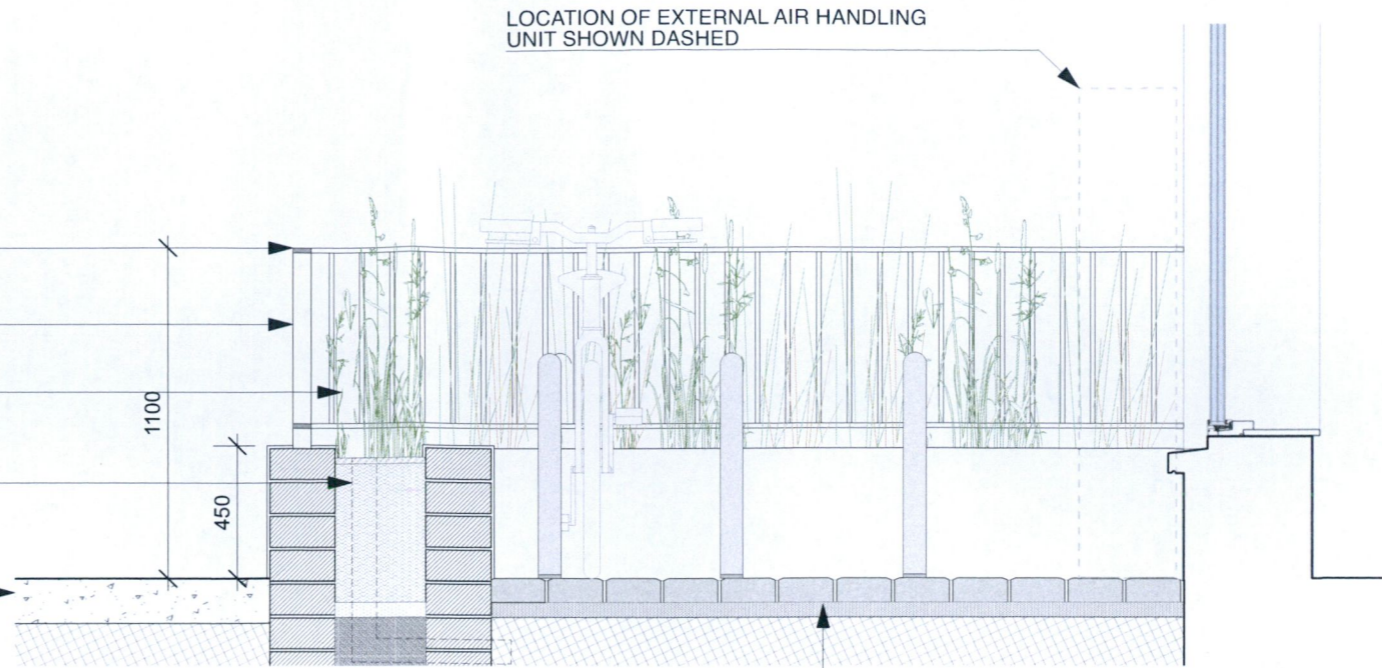 LOCATION OF EXTERNAL AIR HANDLING
UNIT SHOWN DASHED
1100
450